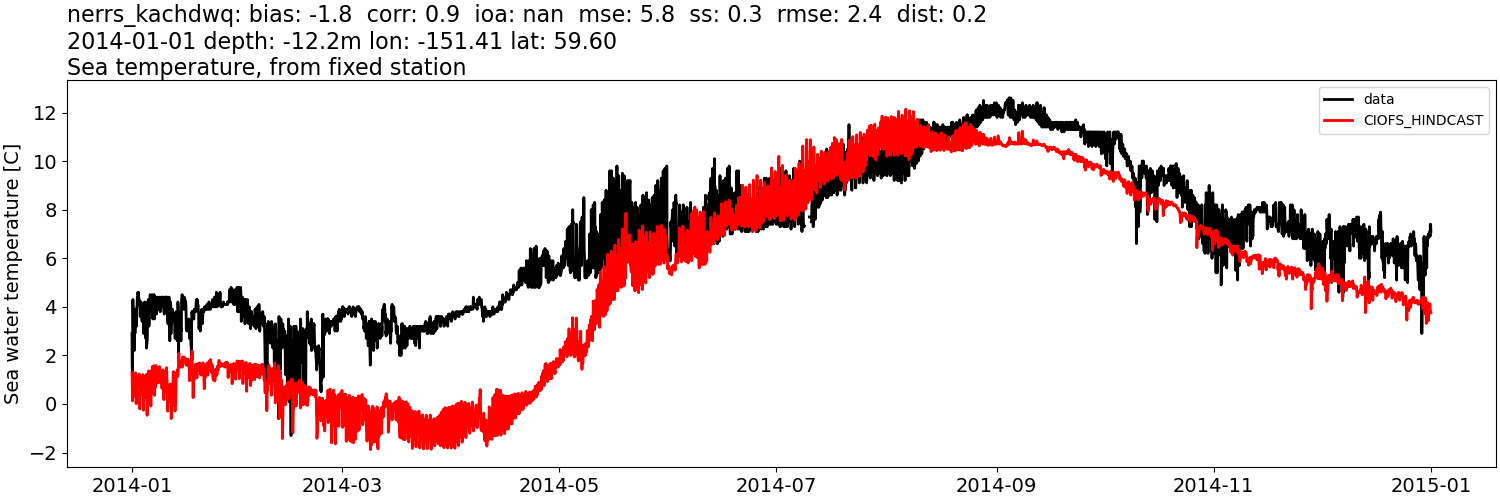 nerrs_kachdwq: bias: -1.8  corr: 0.9  ioa: nan  mse: 5.8  ss: 0.3  rmse: 2.4  dist: 0.2
2014-01-01 depth: -12.2m lon: -151.41 lat: 59.60
Sea temperature, from fixed station
data
CIOFS_HINDCAST
Sea water temperature [C]
12
10
8
6
4
2
0
−2
2014-01
2014-03
2014-05
2014-07
2014-09
2014-11
2015-01